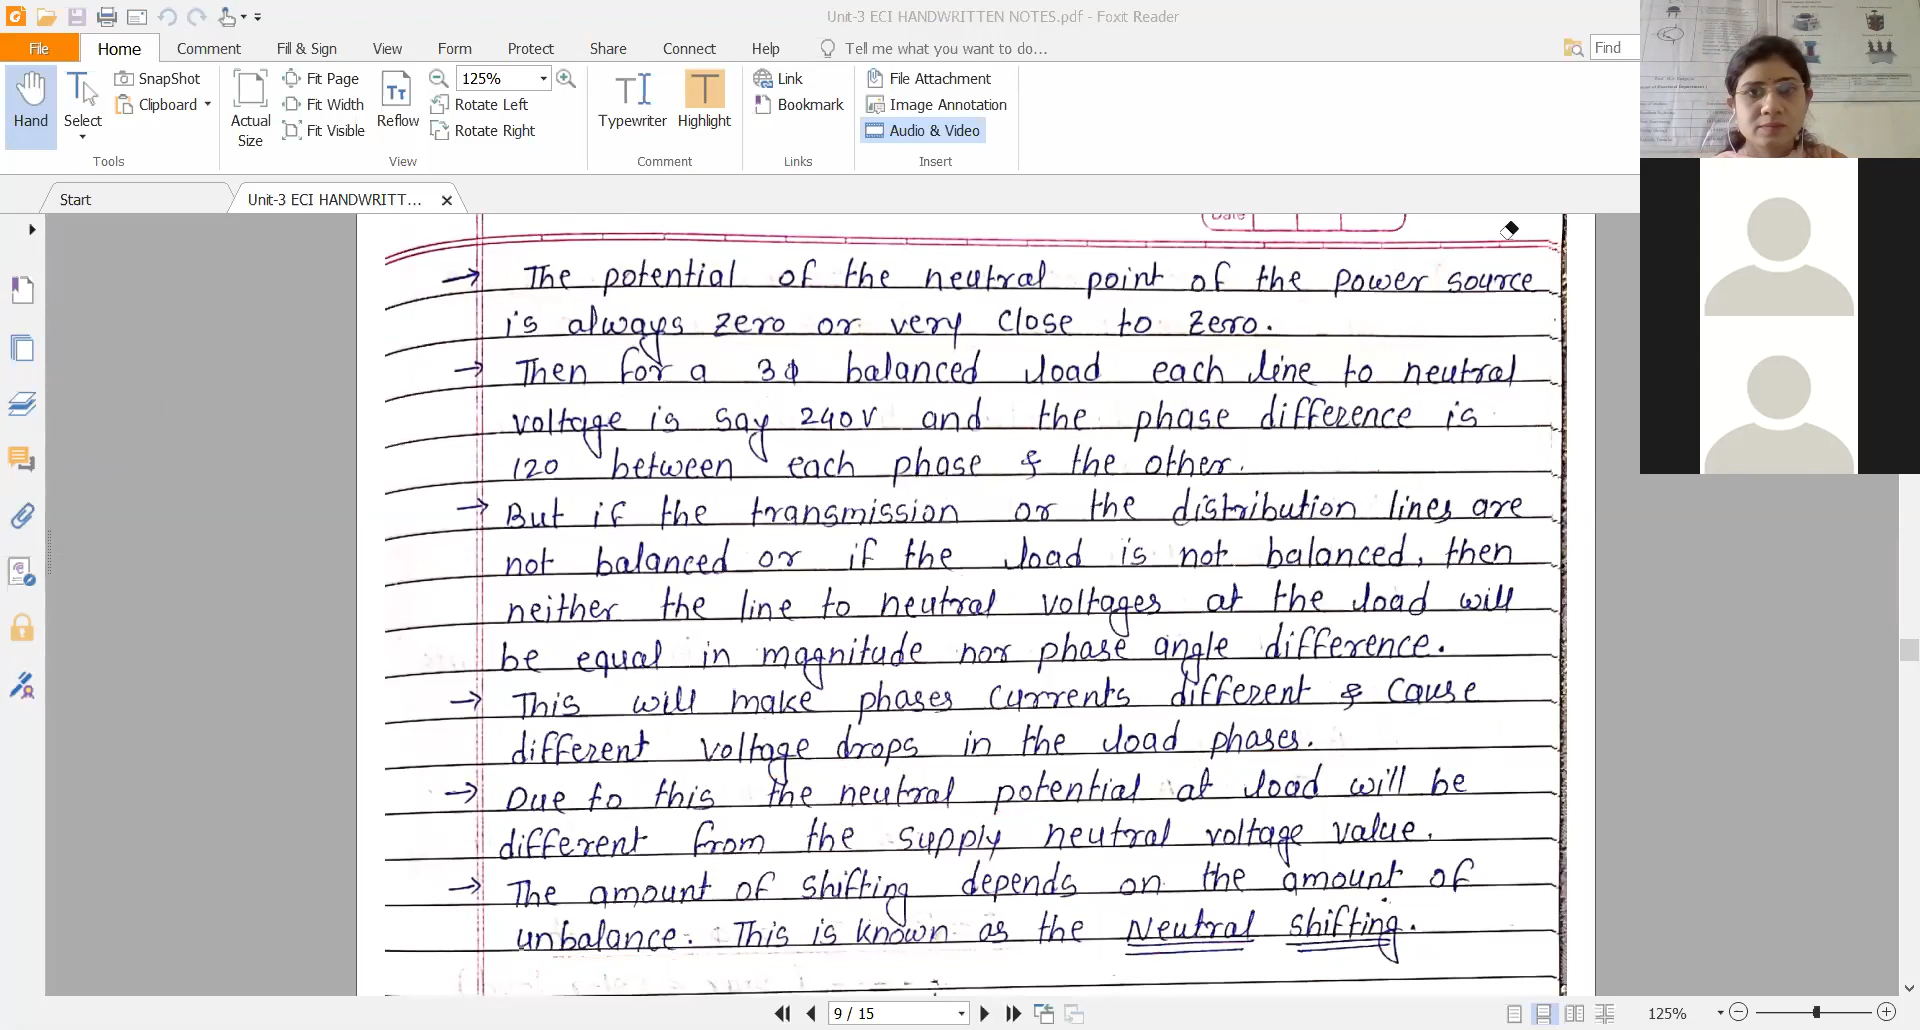 Unit-3 ECI HANDWRITTEN NOTES.pdf - Foxit Reader
File Home Comment Fill & Sign View Form Protect Share Connect Help Tell me what you want to do... Find
Hand
Select
SnapShot
Clipboard
Tools
Actual Size
Fit Page
Fit Width
Fit Visible
Reflow
125%
Rotate Left
Rotate Right
View
Typewriter
Highlight
Comment
Link
Bookmark
Links
File Attachment
Image Annotation
Audio & Video
Insert
Start
Unit-3 ECI HANDWRITT...
Date
→ The potential of the neutral point of the power source
is always zero or very close to zero.
→ Then for a 3Φ balanced load each line to neutral
voltage is say 240V and the phase difference is
120 between each phase & the other.
→ But if the transmission or the distribution lines are
not balanced or if the load is not balanced, then
neither the line to neutral voltages at the load will
be equal in magnitude nor phase angle difference.
→ This will make phases currents different & cause
different voltage drops in the load phases.
→ Due to this the neutral potential at load will be
different from the supply neutral voltage value.
→ The amount of shifting depends on the amount of
unbalance. This is known as the Neutral shifting.
9 / 15
125%